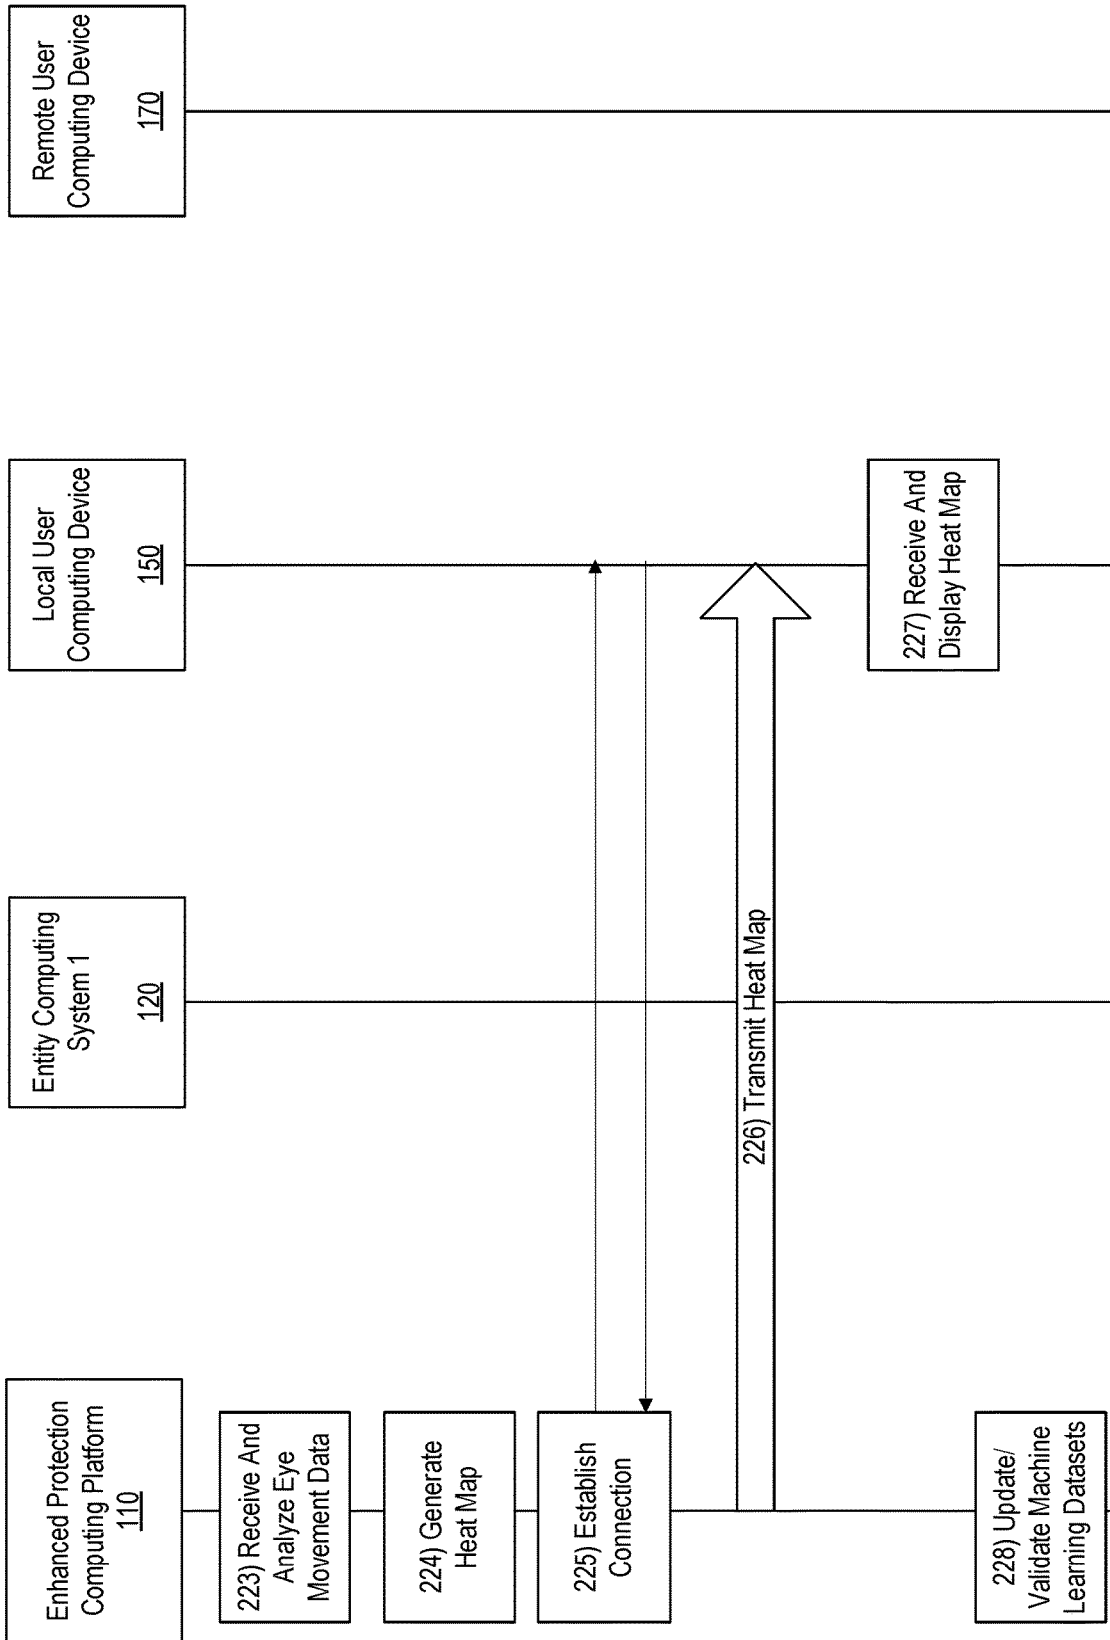 Enhanced Protection
Computing Platform
110
Entity Computing
System 1
120
Local User
Computing Device
150
Remote User
Computing Device
170
223) Receive And
Analyze Eye
Movement Data
224) Generate
Heat Map
225) Establish
Connection
226) Transmit Heat Map
227) Receive And
Display Heat Map
228) Update/
Validate Machine
Learning Datasets